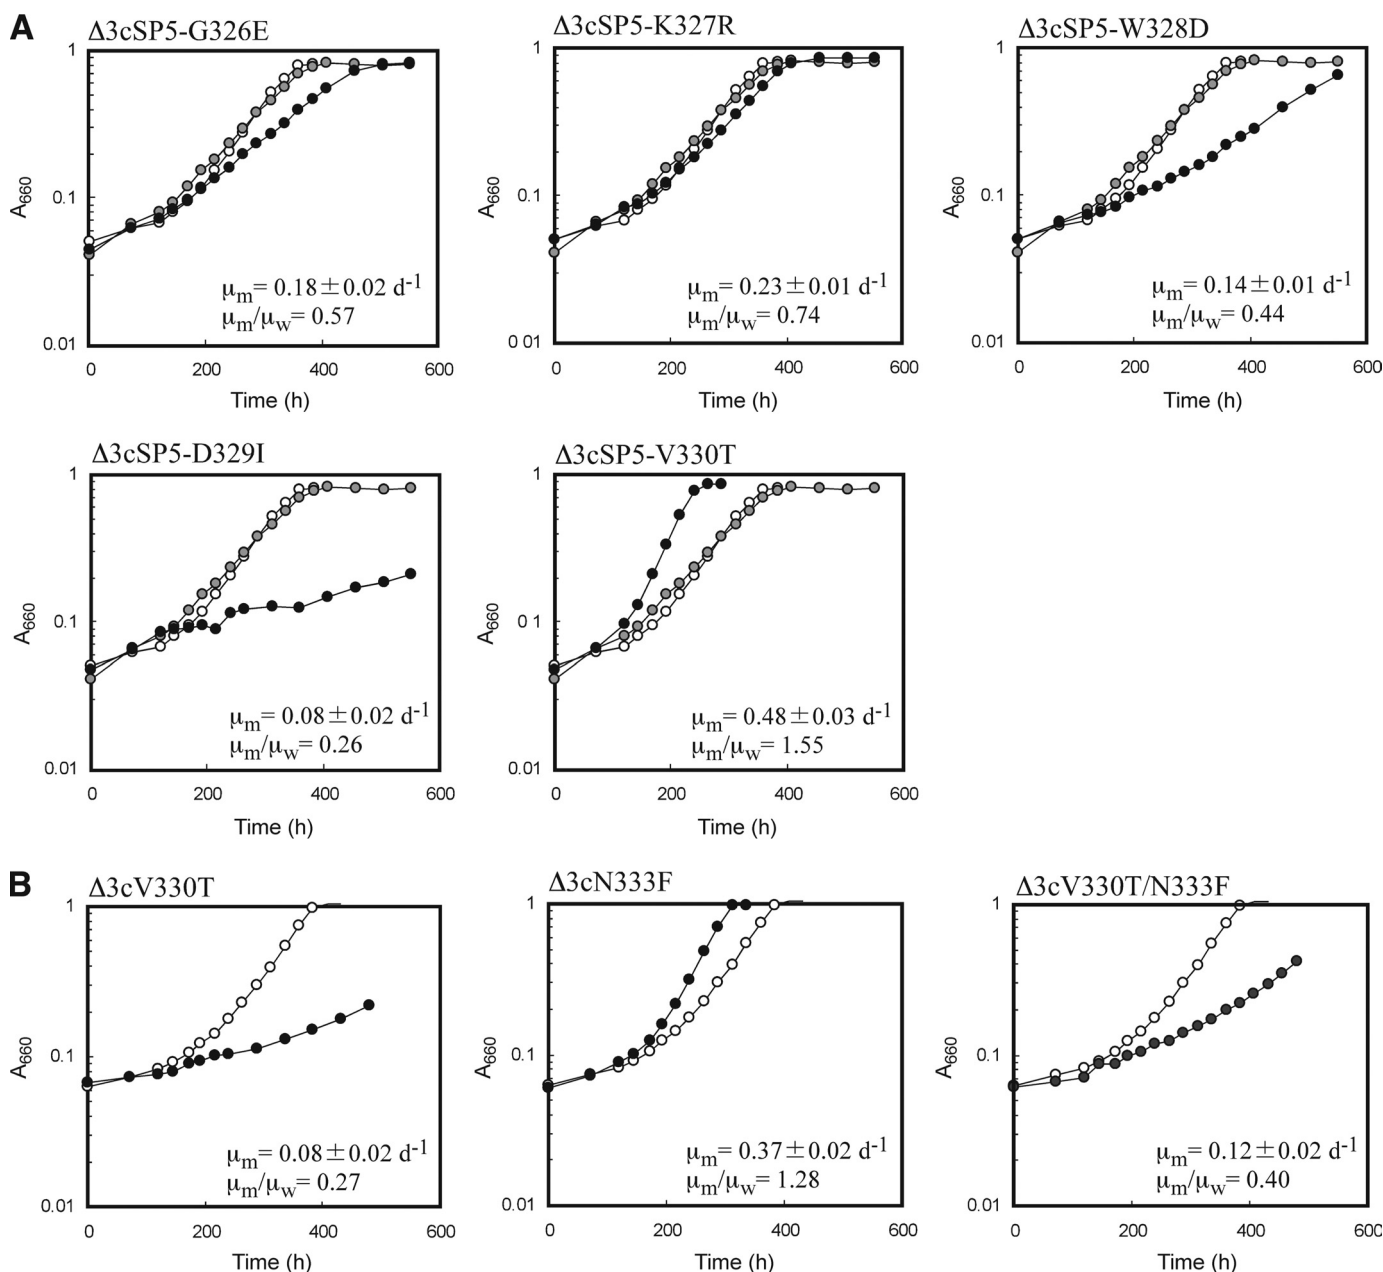 A
Δ3cSP5-G326E
Δ3cSP5-K327R
Δ3cSP5-W328D
1
0.1
0.01
A660
μm= 0.18±0.02 d-1
μm/μw= 0.57
0 200 400 600
Time (h)
1
0.1
0 01
A660
μm= 0.23±0.01 d-1
μm/μw= 0.74
0 200 400 600
Time (h)
1
0.1
0.01
A660
μm= 0.14±0.01 d-1
μm/μw= 0.44
0 200 400 600
Time (h)
Δ3cSP5-D329I
Δ3cSP5-V330T
1
0.1
0.01
A660
μm= 0.08±0.02 d-1
μm/μw= 0.26
0 200 400 600
Time (h)
1
0.1
0.01
A660
μm= 0.48±0.03 d-1
μm/μw= 1.55
0 200 400 600
Time (h)
B
Δ3cV330T
Δ3cN333F
Δ3cV330T/N333F
1
0.1
0.01
A660
μm= 0.08±0.02 d-1
μm/μw= 0.27
0 200 400 600
Time (h)
1
0.1
0.01
A660
μm= 0.37±0.02 d-1
μm/μw= 1.28
0 200 400 600
Time (h)
1
0.1
0.01
A660
μm= 0.12±0.02 d-1
μm/μw= 0.40
0 200 400 600
Time (h)